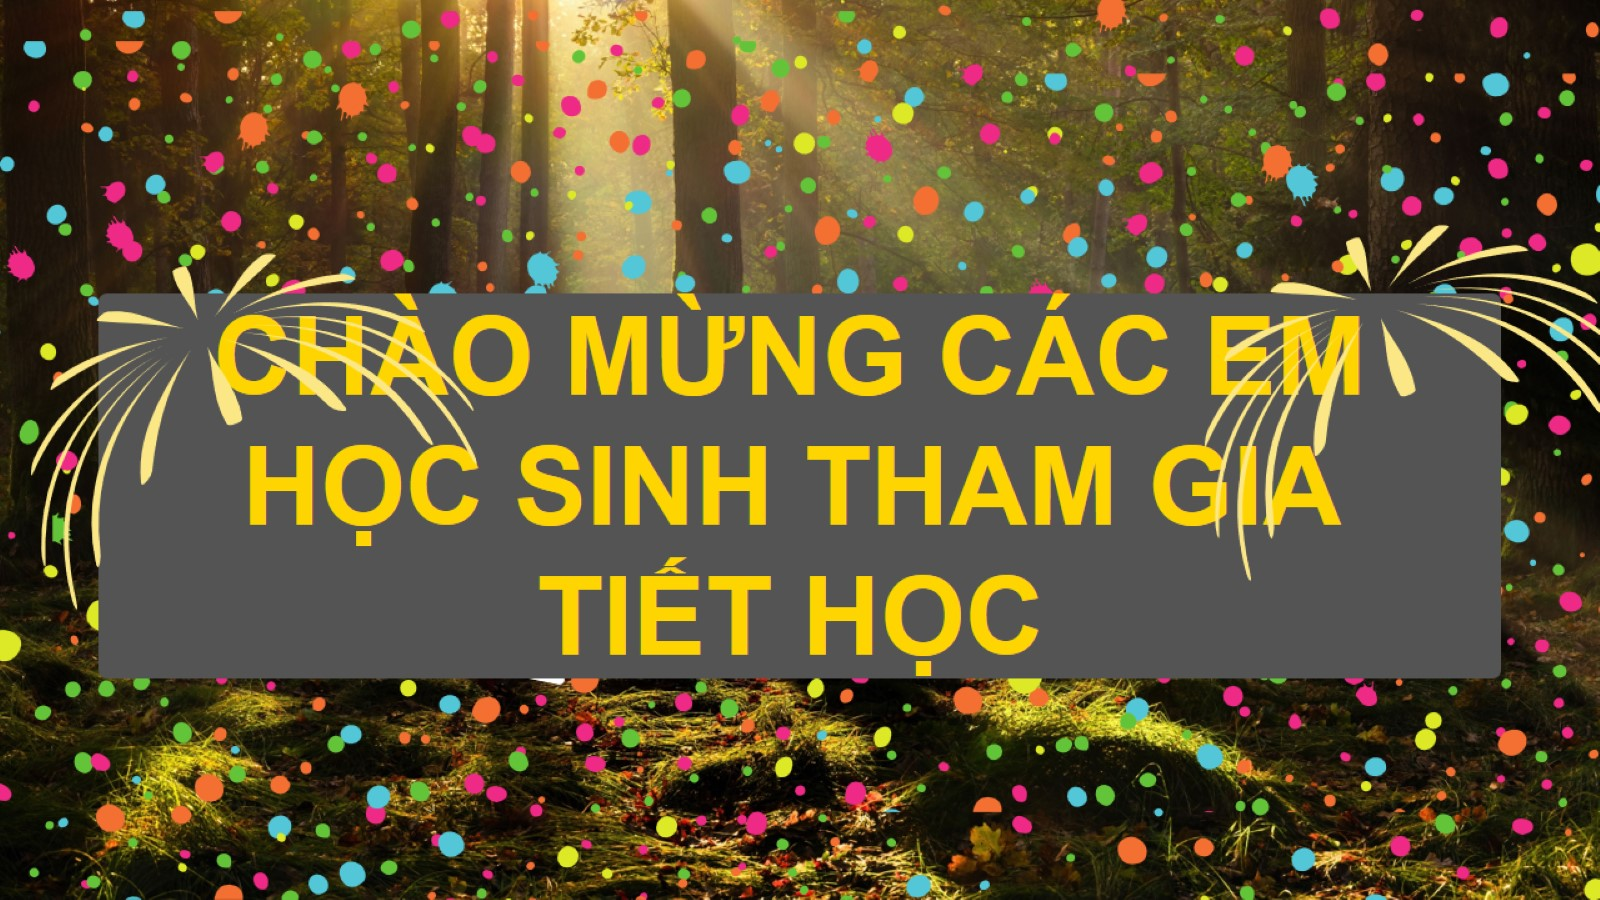 CHÀO MỪNG CÁC EM
HỌC SINH THAM GIA
TIẾT HỌC